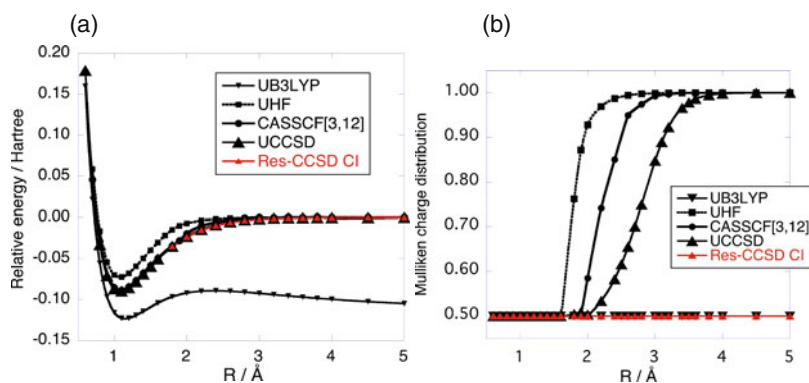 (a)
0.20
0.15
0.10
0.05
0.00
-0.05
-0.10
-0.15
Relative energy / Hartree
UB3LYP
UHF
CASSCF[3,12]
UCCSD
Res-CCSD CI
1 2 3 4 5
R / Å
(b)
1.00
0.90
0.80
0.70
0.60
0.50
Mulliken charge distribution
UB3LYP
UHF
CASSCF[3,12]
UCCSD
Res-CCSD CI
1 2 3 4 5
R / Å